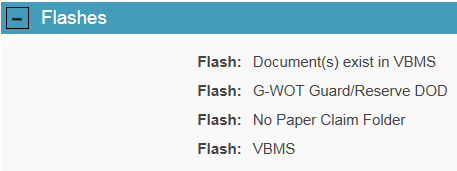 Flashes
Flash: Document(s) exist in VBMS
Flash: G-WOT Guard/Reserve DOD
Flash: No Paper Claim Folder
Flash: VBMS